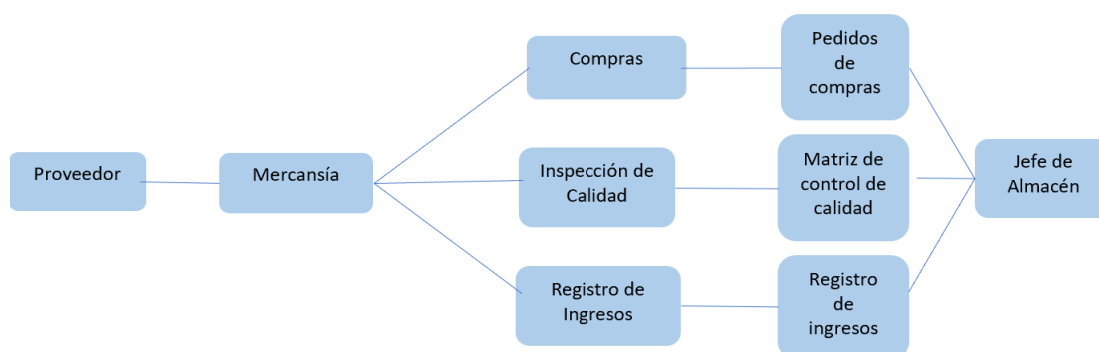 Proveedor
Mercansía
Compras
Pedidos
de
compras
Inspección de
Calidad
Matriz de
control de
calidad
Registro de
Ingresos
Registro
de
ingresos
Jefe de
Almacén